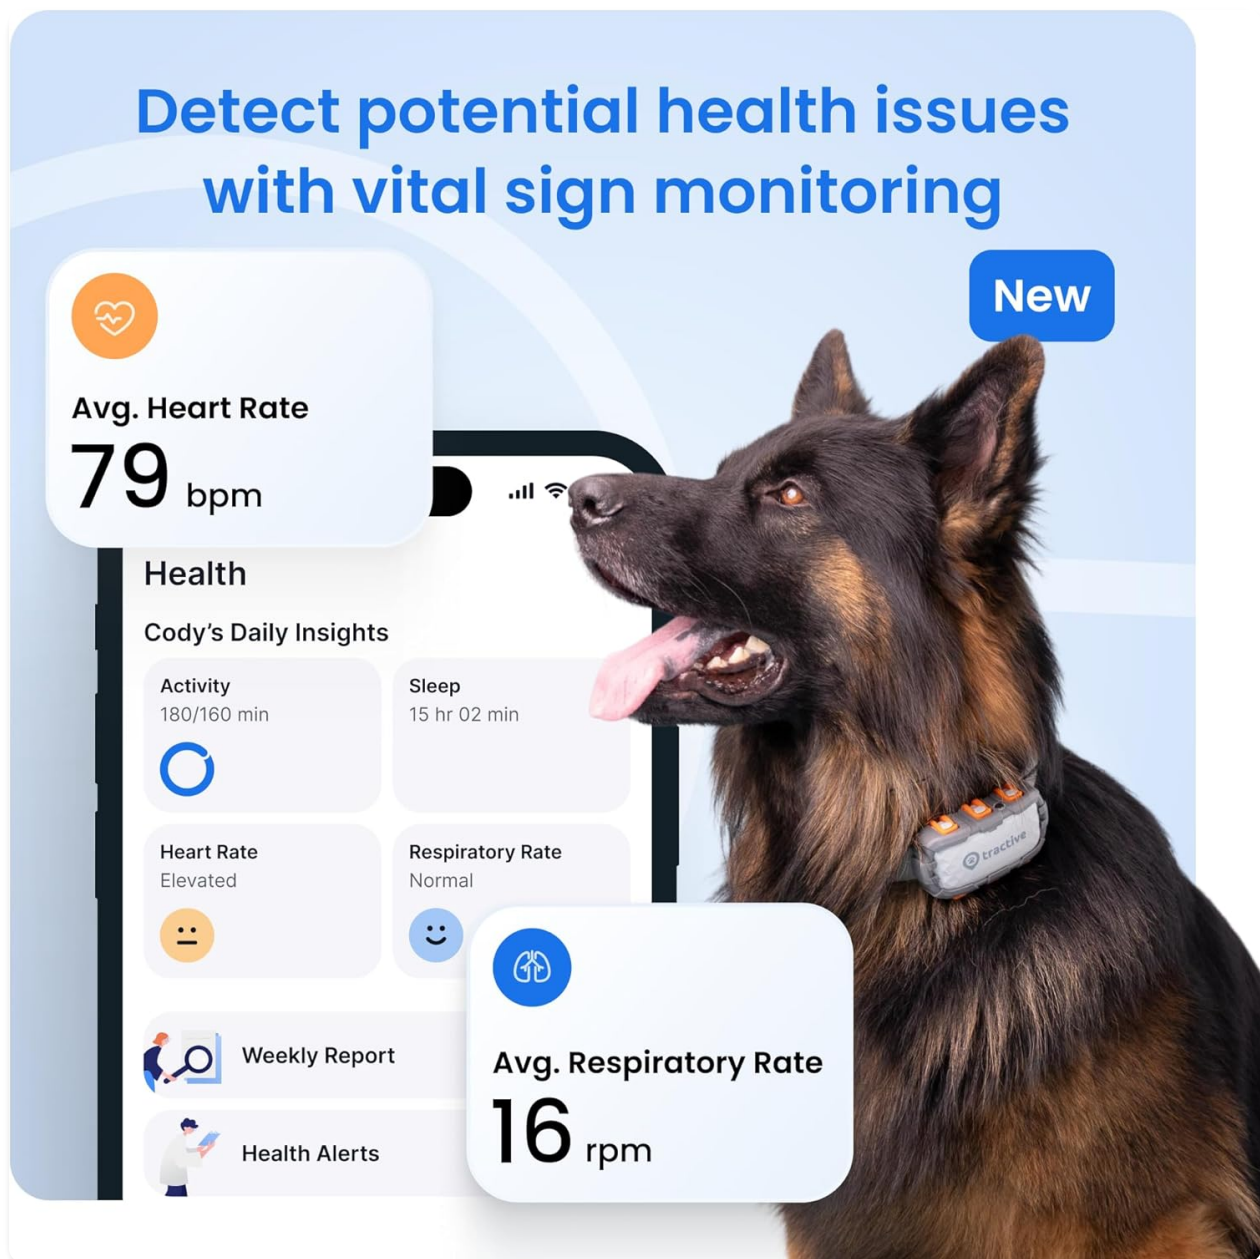 Detect potential health issues
with vital sign monitoring
New
Avg. Heart Rate
79 bpm
Health
Cody's Daily Insights
Activity
180/160 min
Sleep
15 hr 02 min
Heart Rate
Elevated
Respiratory Rate
Normal
tractive
Weekly Report
Health Alerts
Avg. Respiratory Rate
16 rpm